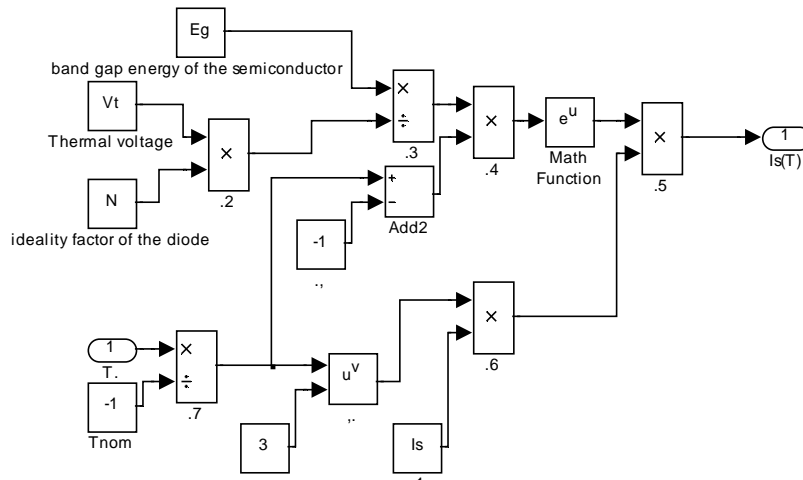 Eg
band gap energy of the semiconductor
Vt
Thermal voltage
N
ideality factor of the diode
×
.2
×
÷
.3
×
.4
e^u
Math
Function
×
.5
1
Is(T)
+
−
Add2
-1
.,
1
T.
-1
Tnom
×
÷
.7
u^v
,.
3
×
.6
Is